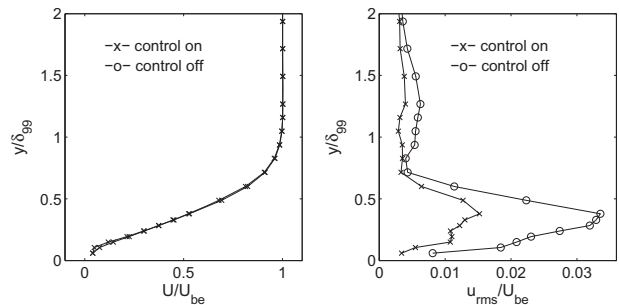 2
1.5
1
0.5
0
y/δ99
−x− control on
−o− control off
0 0.5 1
U/Ube
2
1.5
1
0.5
0
y/δ99
−x− control on
−o− control off
0 0.01 0.02 0.03
urms/Ube